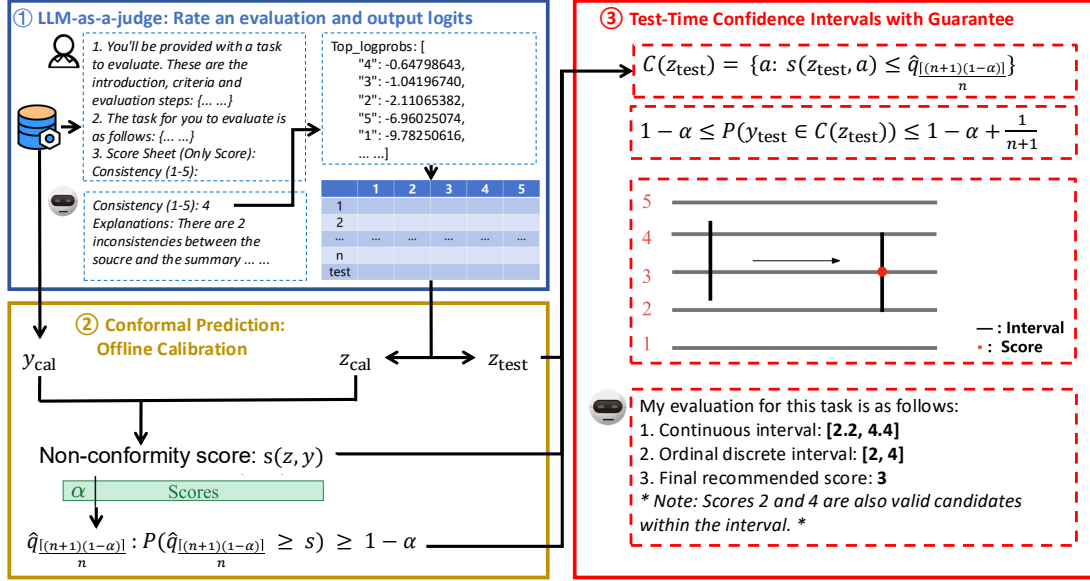 ① LLM-as-a-judge: Rate an evaluation and output logits
1. You'll be provided with a task
to evaluate. These are the
introduction, criteria and
evaluation steps: {... ...}
2. The task for you to evaluate is
as follows: {... ...}
3. Score Sheet (Only Score):
Consistency (1-5):
Consistency (1-5): 4
Explanations: There are 2
inconsistencies between the
soucre and the summary ... ...
Top_logprobs: [
"4": -0.64798643,
"3": -1.04196740,
"2": -2.11065382,
"5": -6.96025074,
"1": -9.78250616,
... ...]
1 2 3 4 5
1
2
... ... ... ... ... ...
n
test
② Conformal Prediction:
Offline Calibration
y_cal z_cal z_test
Non-conformity score: s(z, y)
α Scores
q̂_{⌈(n+1)(1−α)⌉/n} : P(q̂_{⌈(n+1)(1−α)⌉/n} ≥ s) ≥ 1 − α
③ Test-Time Confidence Intervals with Guarantee
C(z_test) = {a: s(z_test, a) ≤ q̂_{⌈(n+1)(1−α)⌉/n}}
1 − α ≤ P(y_test ∈ C(z_test)) ≤ 1 − α + 1/(n+1)
5
4
3
2
1
— : Interval
• : Score
My evaluation for this task is as follows:
1. Continuous interval: [2.2, 4.4]
2. Ordinal discrete interval: [2, 4]
3. Final recommended score: 3
* Note: Scores 2 and 4 are also valid candidates
within the interval. *